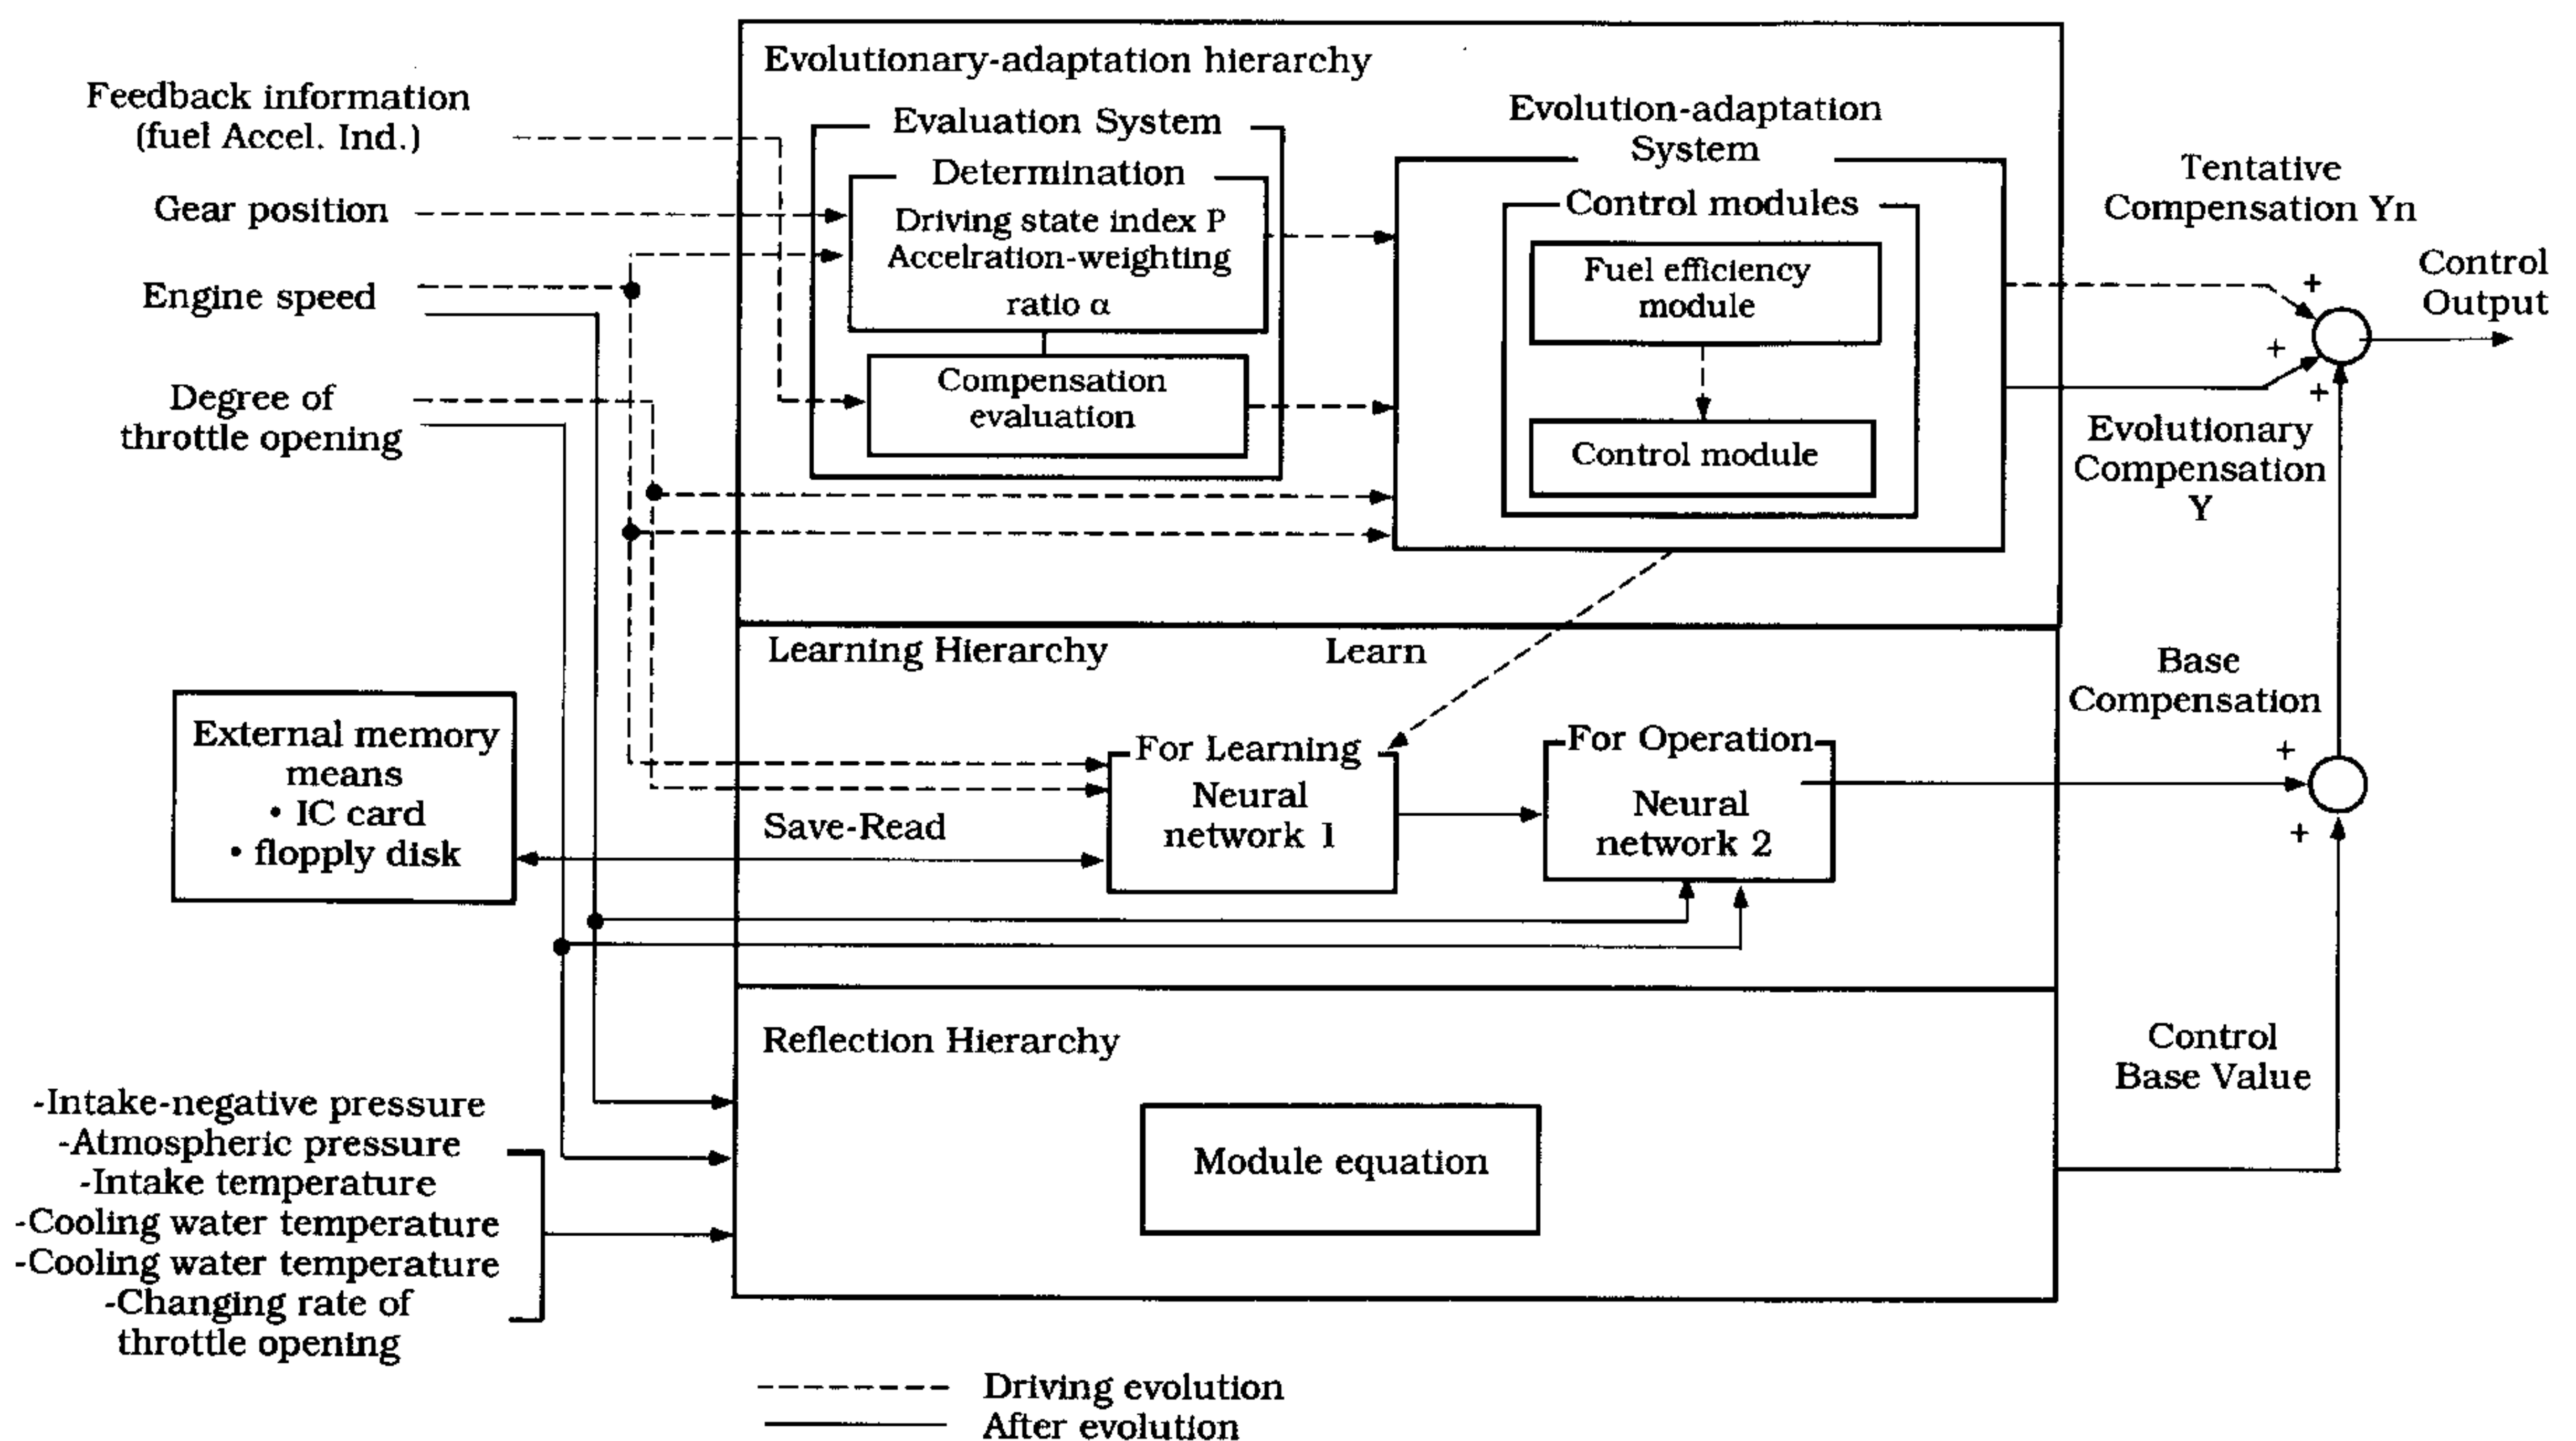 Evolutionary-adaptation hierarchy
Feedback information
(fuel Accel. Ind.)
Gear position
Engine speed
Degree of
throttle opening
Evaluation System
Determination
Driving state index P
Accelration-weighting
ratio α
Compensation
evaluation
Evolution-adaptation
System
Control modules
Fuel efficiency
module
Control module
Tentative
Compensation Yn
+
Control
Output
+
+
Evolutionary
Compensation
Y
Learning Hierarchy
Learn
Base
Compensation
External memory
means
• IC card
• flopply disk
For Learning
Neural
network 1
For Operation
Neural
network 2
Save-Read
+
+
Reflection Hierarchy
Module equation
Control
Base Value
-Intake-negative pressure
-Atmospheric pressure
-Intake temperature
-Cooling water temperature
-Cooling water temperature
-Changing rate of
throttle opening
Driving evolution
After evolution